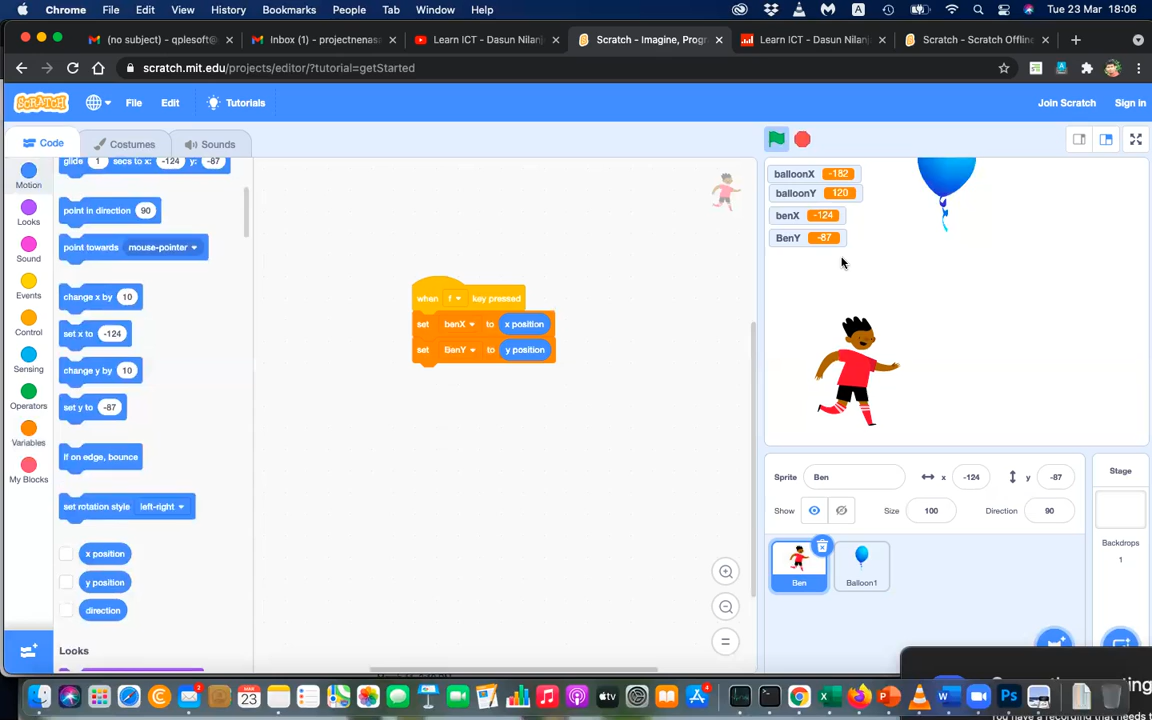 Chrome File Edit View History Bookmarks People Tab Window Help
Tue 23 Mar 18:06
(no subject) - qplesoft@
Inbox (1) - projectnenasa
Learn ICT - Dasun Nilanj
Scratch - Imagine, Prog
Learn ICT - Dasun Nilanj
Scratch - Scratch Offline
scratch.mit.edu/projects/editor/?tutorial=getStarted
SCRATCH
File Edit Tutorials
Join Scratch Sign in
Code Costumes Sounds
Motion
Looks
Sound
Events
Control
Sensing
Operators
Variables
My Blocks
glide 1 secs to x: -124 y: -87
point in direction 90
point towards mouse-pointer
change x by 10
set x to -124
change y by 10
set y to -87
if on edge, bounce
set rotation style left-right
x position
y position
direction
Looks
when f key pressed
set benX to x position
set BenY to y position
balloonX -182
balloonY 120
benX -124
BenY -87
Sprite Ben x -124 y -87
Show Size 100 Direction 90
Ben
Balloon1
Stage
Backdrops
1